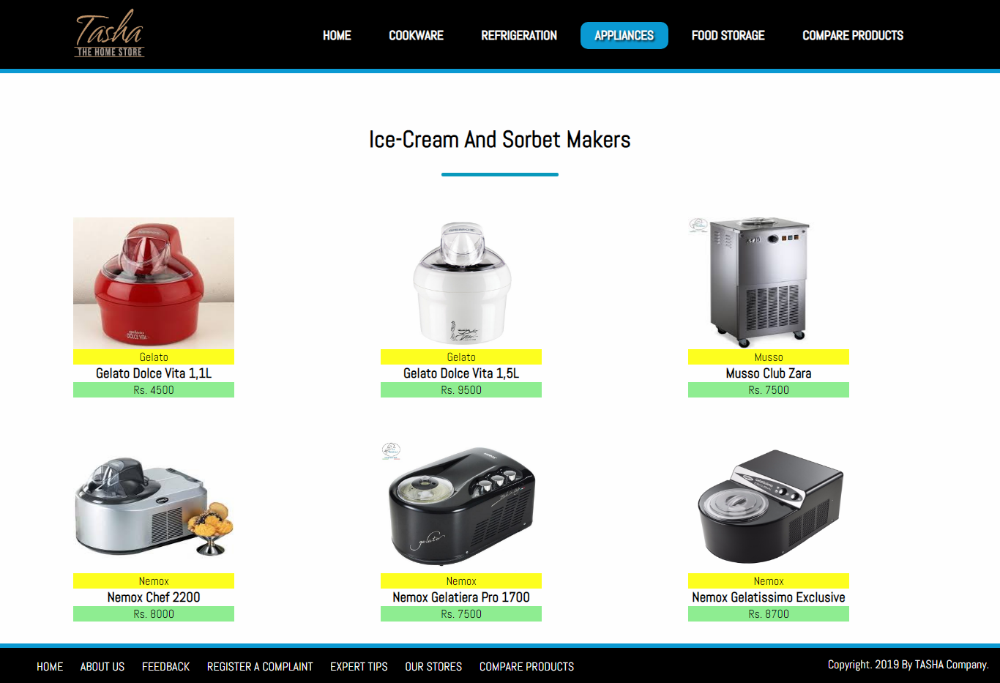 Tasha
THE HOME STORE
HOME COOKWARE REFRIGERATION APPLIANCES FOOD STORAGE COMPARE PRODUCTS
Ice-Cream And Sorbet Makers
DOLCE VITA
Gelato
Gelato Dolce Vita 1,1L
Rs. 4500
Gelato
Gelato Dolce Vita 1,5L
Rs. 9500
Musso
Musso Club Zara
Rs. 7500
gelato
Nemox
Nemox Chef 2200
Rs. 8000
Nemox
Nemox Gelatiera Pro 1700
Rs. 7500
Nemox
Nemox Gelatissimo Exclusive
Rs. 8700
HOME ABOUT US FEEDBACK REGISTER A COMPLAINT EXPERT TIPS OUR STORES COMPARE PRODUCTS
Copyright. 2019 By TASHA Company.